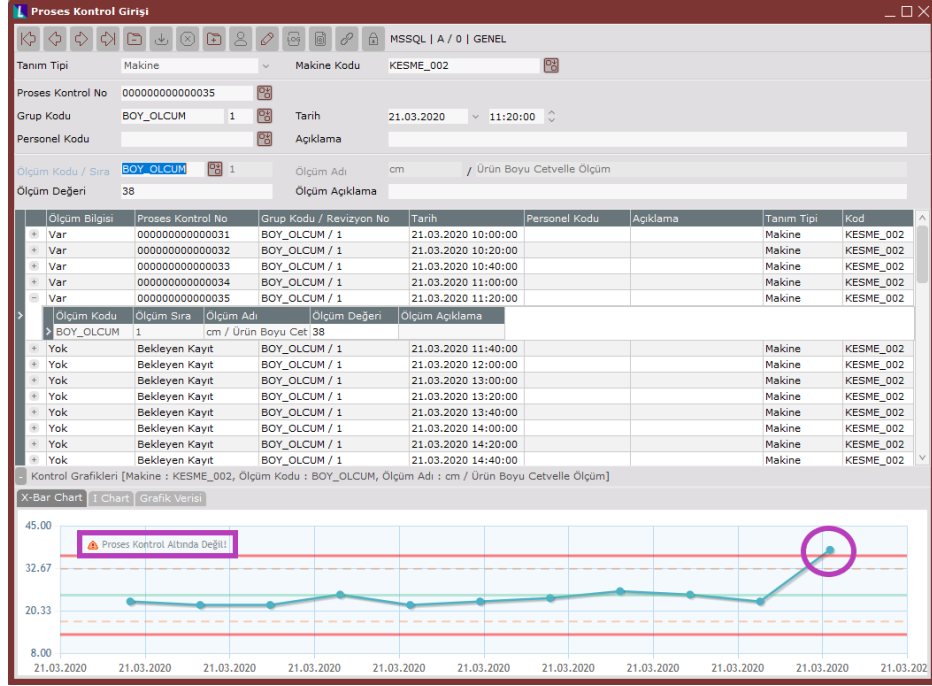 Proses Kontrol Girişi
MSSQL | A / 0 | GENEL
Tanım Tipi Makine Makine Kodu KESME_002
Proses Kontrol No 000000000000035
Grup Kodu BOY_OLCUM 1 Tarih 21.03.2020 11:20:00
Personel Kodu Açıklama
Ölçüm Kodu / Sıra BOY_OLCUM 1 Ölçüm Adı cm / Ürün Boyu Cetvelle Ölçüm
Ölçüm Değeri 38 Ölçüm Açıklama
Ölçüm Bilgisi Proses Kontrol No Grup Kodu / Revizyon No Tarih Personel Kodu Açıklama Tanım Tipi Kod
Var 000000000000031 BOY_OLCUM / 1 21.03.2020 10:00:00 Makine KESME_002
Var 000000000000032 BOY_OLCUM / 1 21.03.2020 10:20:00 Makine KESME_002
Var 000000000000033 BOY_OLCUM / 1 21.03.2020 10:40:00 Makine KESME_002
Var 000000000000034 BOY_OLCUM / 1 21.03.2020 11:00:00 Makine KESME_002
Var 000000000000035 BOY_OLCUM / 1 21.03.2020 11:20:00 Makine KESME_002
Ölçüm Kodu Ölçüm Sıra Ölçüm Adı Ölçüm Değeri Ölçüm Açıklama
BOY_OLCUM 1 cm / Ürün Boyu Cet 38
Yok Bekleyen Kayıt BOY_OLCUM / 1 21.03.2020 11:40:00 Makine KESME_002
Yok Bekleyen Kayıt BOY_OLCUM / 1 21.03.2020 12:00:00 Makine KESME_002
Yok Bekleyen Kayıt BOY_OLCUM / 1 21.03.2020 13:00:00 Makine KESME_002
Yok Bekleyen Kayıt BOY_OLCUM / 1 21.03.2020 13:20:00 Makine KESME_002
Yok Bekleyen Kayıt BOY_OLCUM / 1 21.03.2020 13:40:00 Makine KESME_002
Yok Bekleyen Kayıt BOY_OLCUM / 1 21.03.2020 14:00:00 Makine KESME_002
Yok Bekleyen Kayıt BOY_OLCUM / 1 21.03.2020 14:20:00 Makine KESME_002
Yok Bekleyen Kayıt BOY_OLCUM / 1 21.03.2020 14:40:00 Makine KESME_002
Kontrol Grafikleri [Makine : KESME_002, Ölçüm Kodu : BOY_OLCUM, Ölçüm Adı : cm / Ürün Boyu Cetvelle Ölçüm]
X-Bar Chart I Chart Grafik Verisi
45.00
Proses Kontrol Altında Değil!
32.67
20.33
8.00
21.03.2020 21.03.2020 21.03.2020 21.03.2020 21.03.2020 21.03.2020 21.03.2020 21.03.2020 21.03.2020 21.03.2020 21.03.202